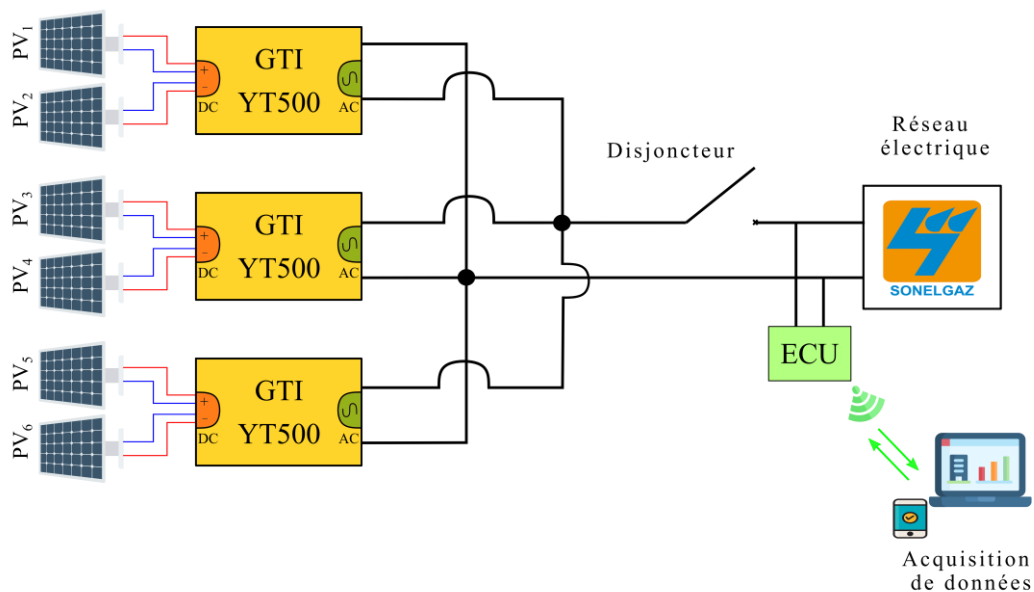 PV₁
PV₂
GTI
YT500
+
−
DC
AC
PV₃
PV₄
GTI
YT500
+
−
DC
AC
PV₅
PV₆
GTI
YT500
+
−
DC
AC
Disjoncteur
Réseau
électrique
SONELGAZ
ECU
Acquisition
de données